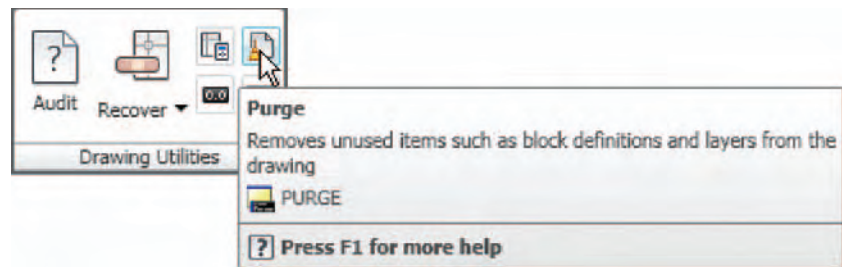 Audit
Recover
0.0
Drawing Utilities
Purge
Removes unused items such as block definitions and layers from the
drawing
PURGE
? Press F1 for more help